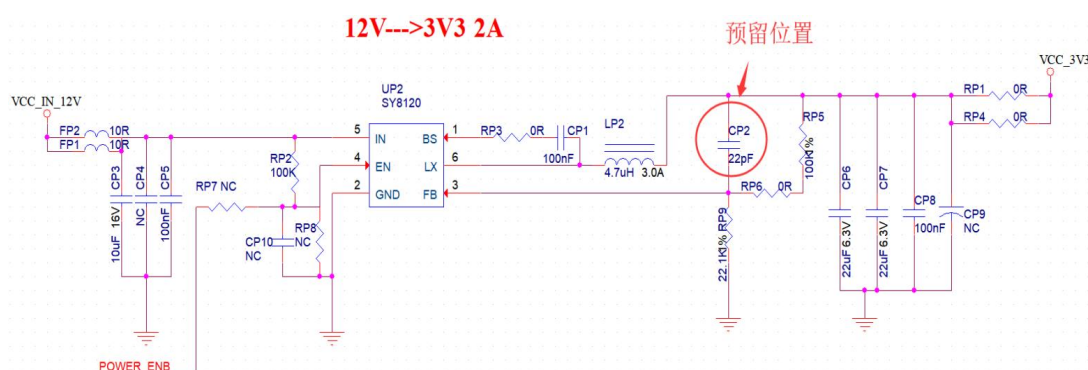 12V--->3V3 2A
预留位置
VCC_3V3
VCC_IN_12V
UP2
SY8120
FP2 10R
FP1 10R
5 IN BS 1
4 EN LX 6
2 GND FB 3
RP3 0R
CP1
100nF
LP2
4.7uH 3.0A
CP2
22pF
RP5
100K1%
RP6 0R
RP9
22.1K1%
RP1 0R
RP4 0R
CP3
10uF 16V
CP4
NC
CP5
100nF
RP2
100K
RP7 NC
CP10
NC
RP8
NC
CP6
22uF 6.3V
CP7
22uF 6.3V
CP8
100nF
CP9
NC
POWER_ENB